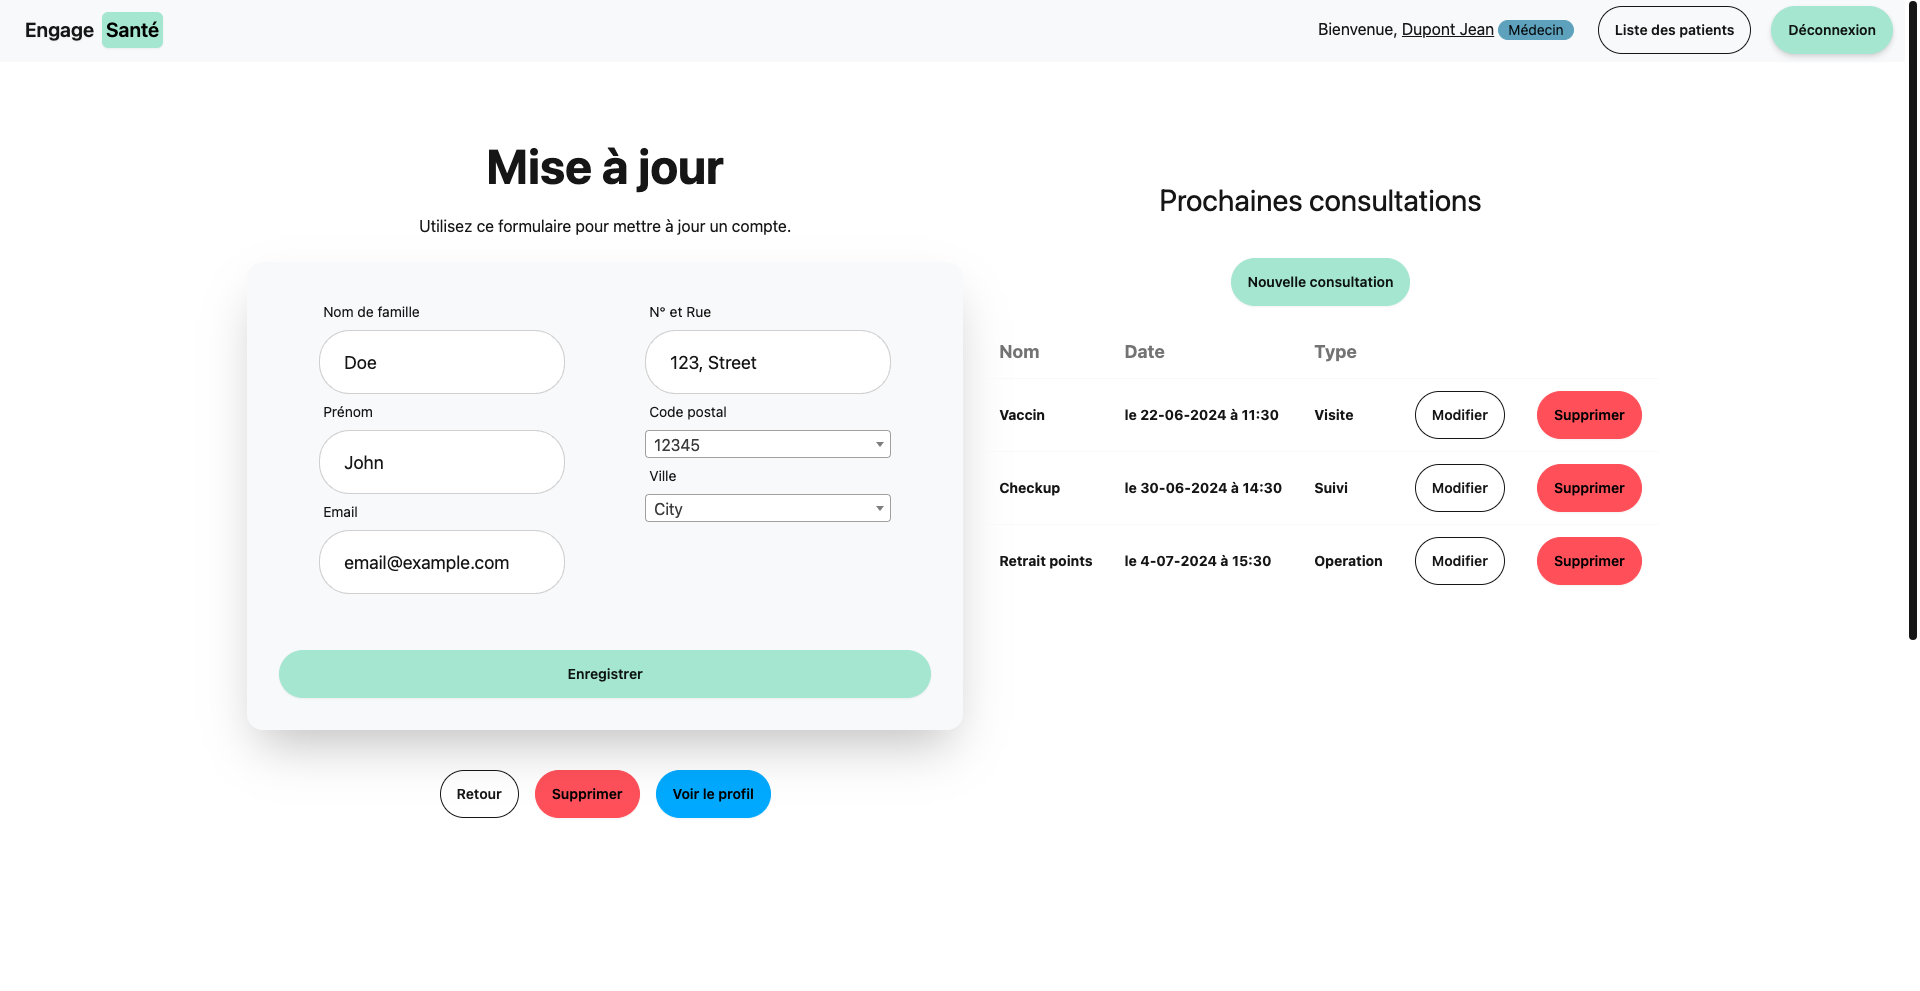 Engage Santé
Bienvenue, Dupont Jean Médecin
Liste des patients
Déconnexion
Mise à jour
Utilisez ce formulaire pour mettre à jour un compte.
Nom de famille
Doe
Prénom
John
Email
email@example.com
N° et Rue
123, Street
Code postal
12345
Ville
City
Enregistrer
Retour
Supprimer
Voir le profil
Prochaines consultations
Nouvelle consultation
Nom Date Type
Vaccin le 22-06-2024 à 11:30 Visite Modifier Supprimer
Checkup le 30-06-2024 à 14:30 Suivi Modifier Supprimer
Retrait points le 4-07-2024 à 15:30 Operation Modifier Supprimer